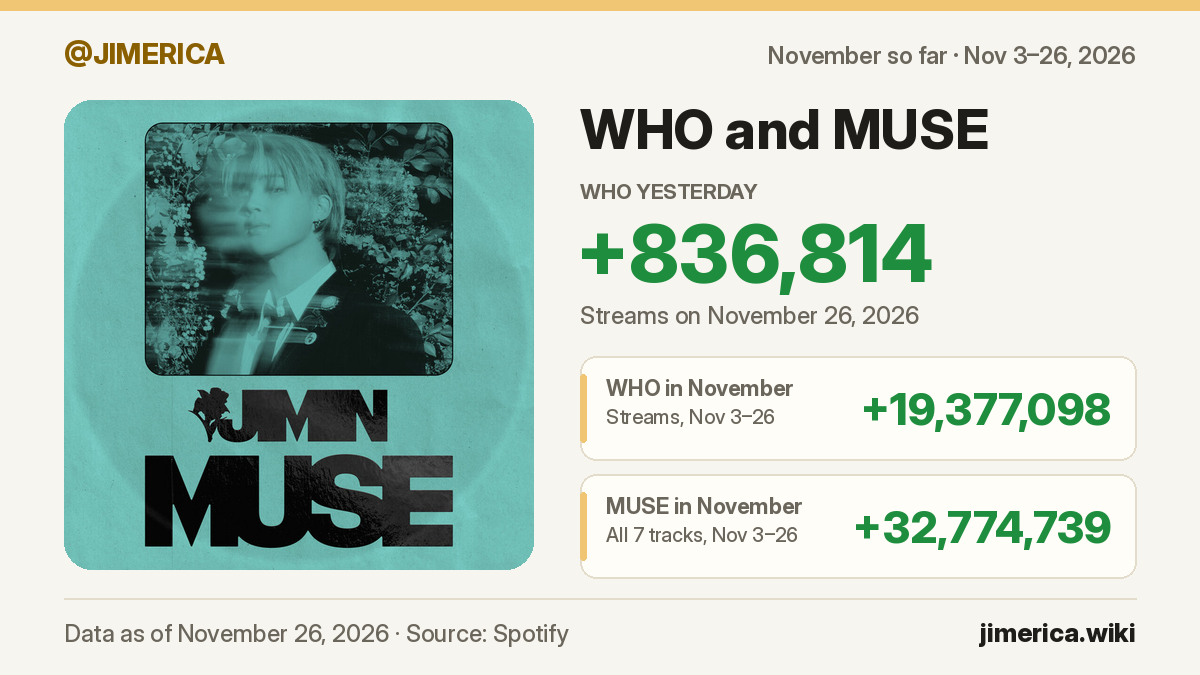 @JIMERICA
November so far · Nov 3–26, 2026
JIMIN
MUSE
WHO and MUSE
WHO YESTERDAY
+836,814
Streams on November 26, 2026
WHO in November
Streams, Nov 3–26
+19,377,098
MUSE in November
All 7 tracks, Nov 3–26
+32,774,739
Data as of November 26, 2026 · Source: Spotify
jimerica.wiki